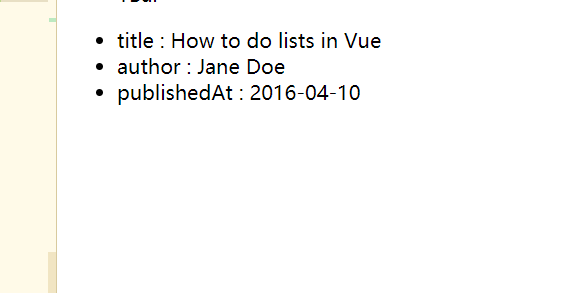 title : How to do lists in Vue
author : Jane Doe
publishedAt : 2016-04-10